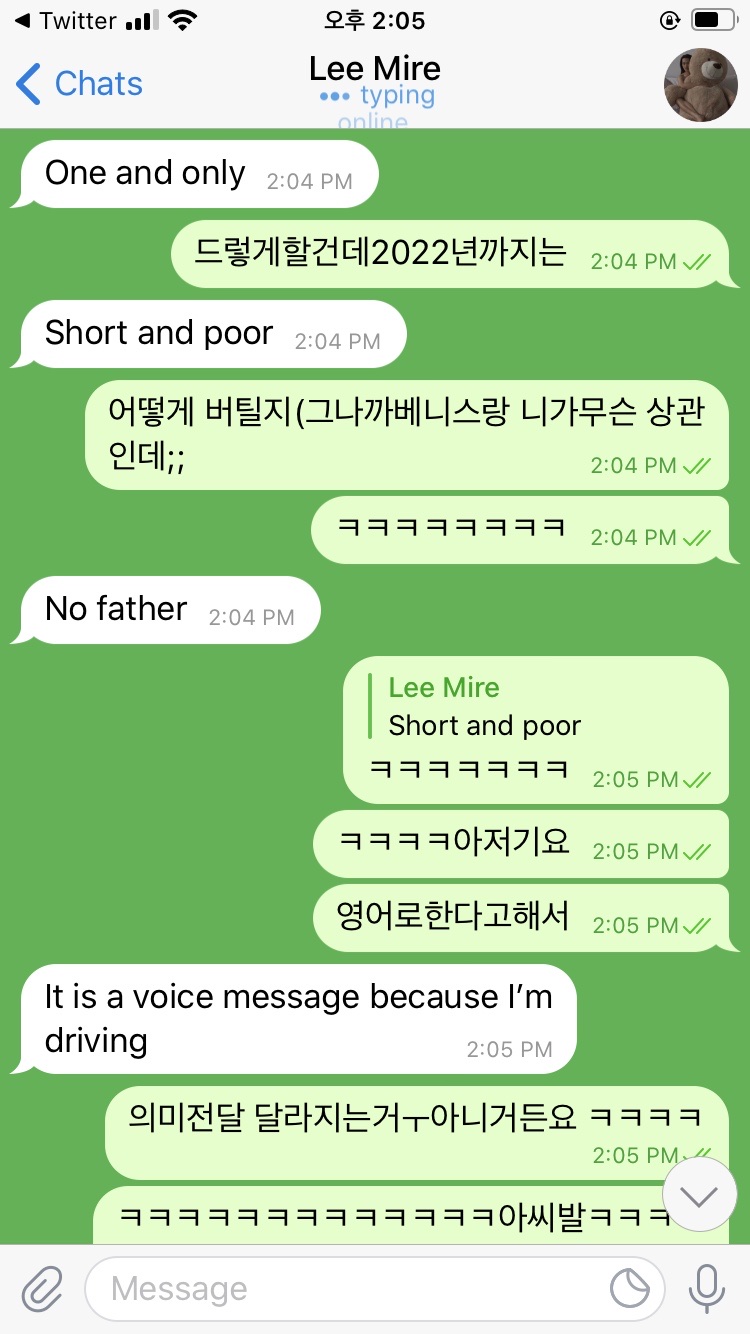 Twitter
오후 2:05
Chats
Lee Mire
typing
online
One and only 2:04 PM
드렇게할건데2022년까지는 2:04 PM
Short and poor 2:04 PM
어떻게 버틸지(그나까베니스랑 니가무슨 상관
인데;; 2:04 PM
ㅋㅋㅋㅋㅋㅋㅋㅋ 2:04 PM
No father 2:04 PM
Lee Mire
Short and poor
ㅋㅋㅋㅋㅋㅋㅋ 2:05 PM
ㅋㅋㅋㅋ아저기요 2:05 PM
영어로한다고해서 2:05 PM
It is a voice message because I’m
driving 2:05 PM
의미전달 달라지는거ㅜ아니거든요 ㅋㅋㅋㅋ
2:05 PM
ㅋㅋㅋㅋㅋㅋㅋㅋㅋㅋㅋㅋㅋ아씨발ㅋㅋㅋ
Message